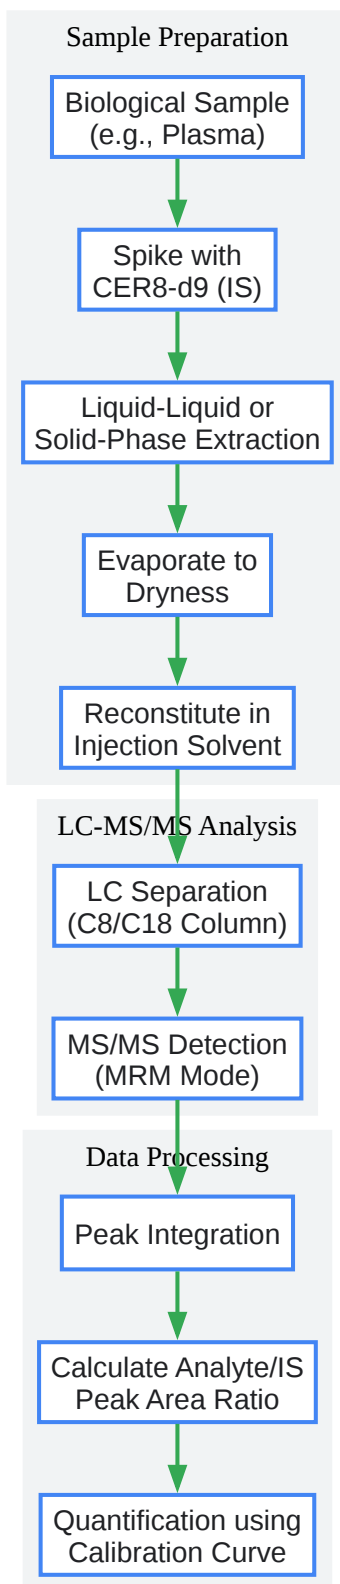 Sample Preparation
Biological Sample
(e.g., Plasma)
Spike with
CER8-d9 (IS)
Liquid-Liquid or
Solid-Phase Extraction
Evaporate to
Dryness
Reconstitute in
Injection Solvent
LC-MS/MS Analysis
LC Separation
(C8/C18 Column)
MS/MS Detection
(MRM Mode)
Data Processing
Peak Integration
Calculate Analyte/IS
Peak Area Ratio
Quantification using
Calibration Curve